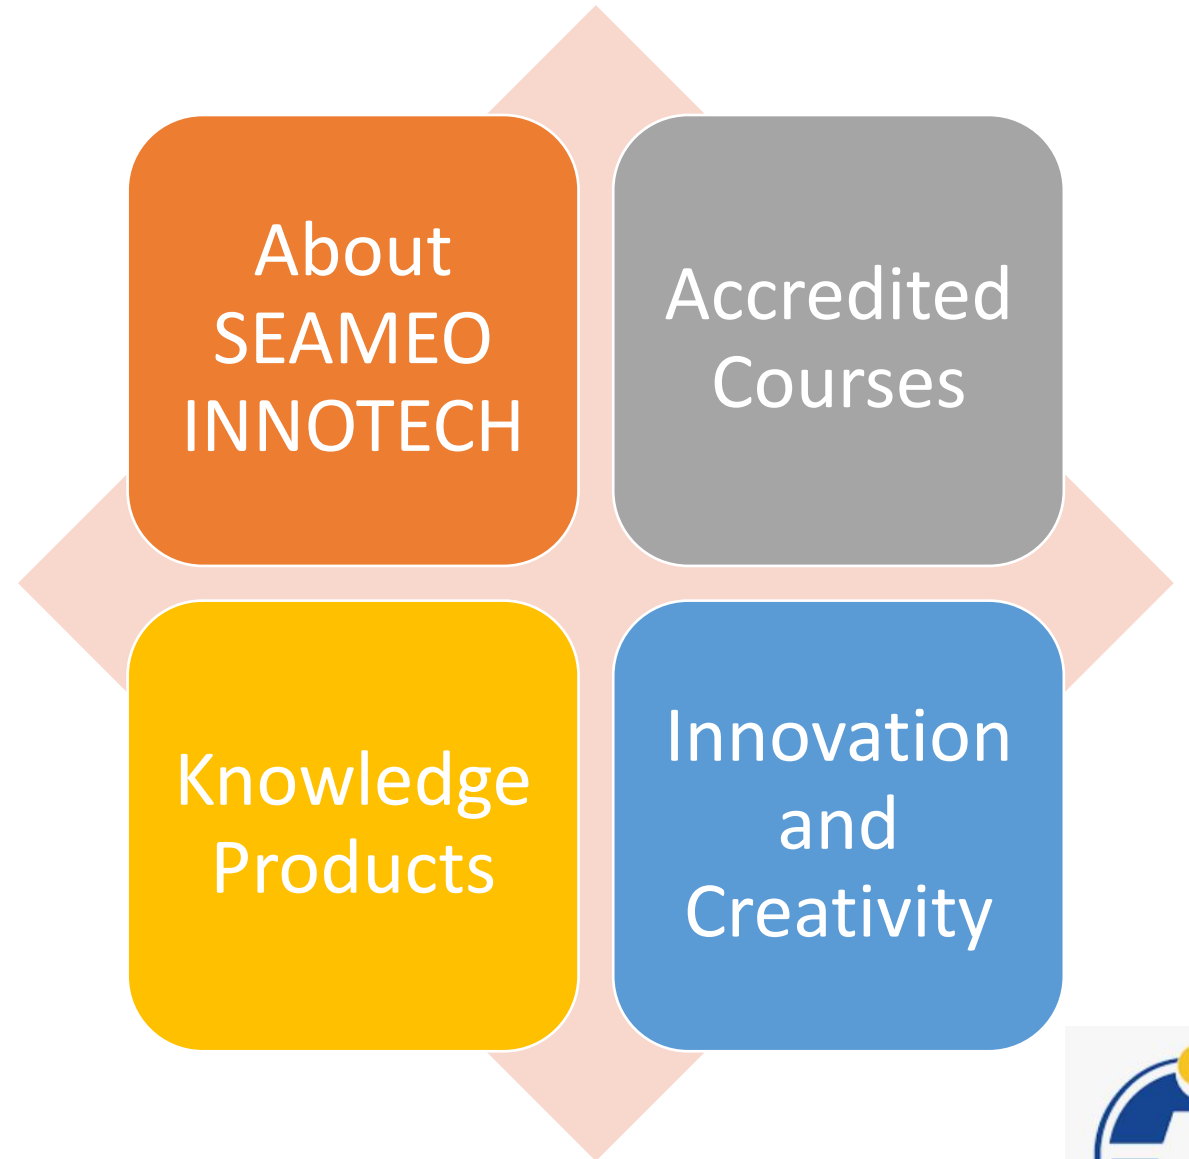 About
SEAMEO
INNOTECH
Accredited
Courses
Knowledge
Products
Innovation
and
Creativity